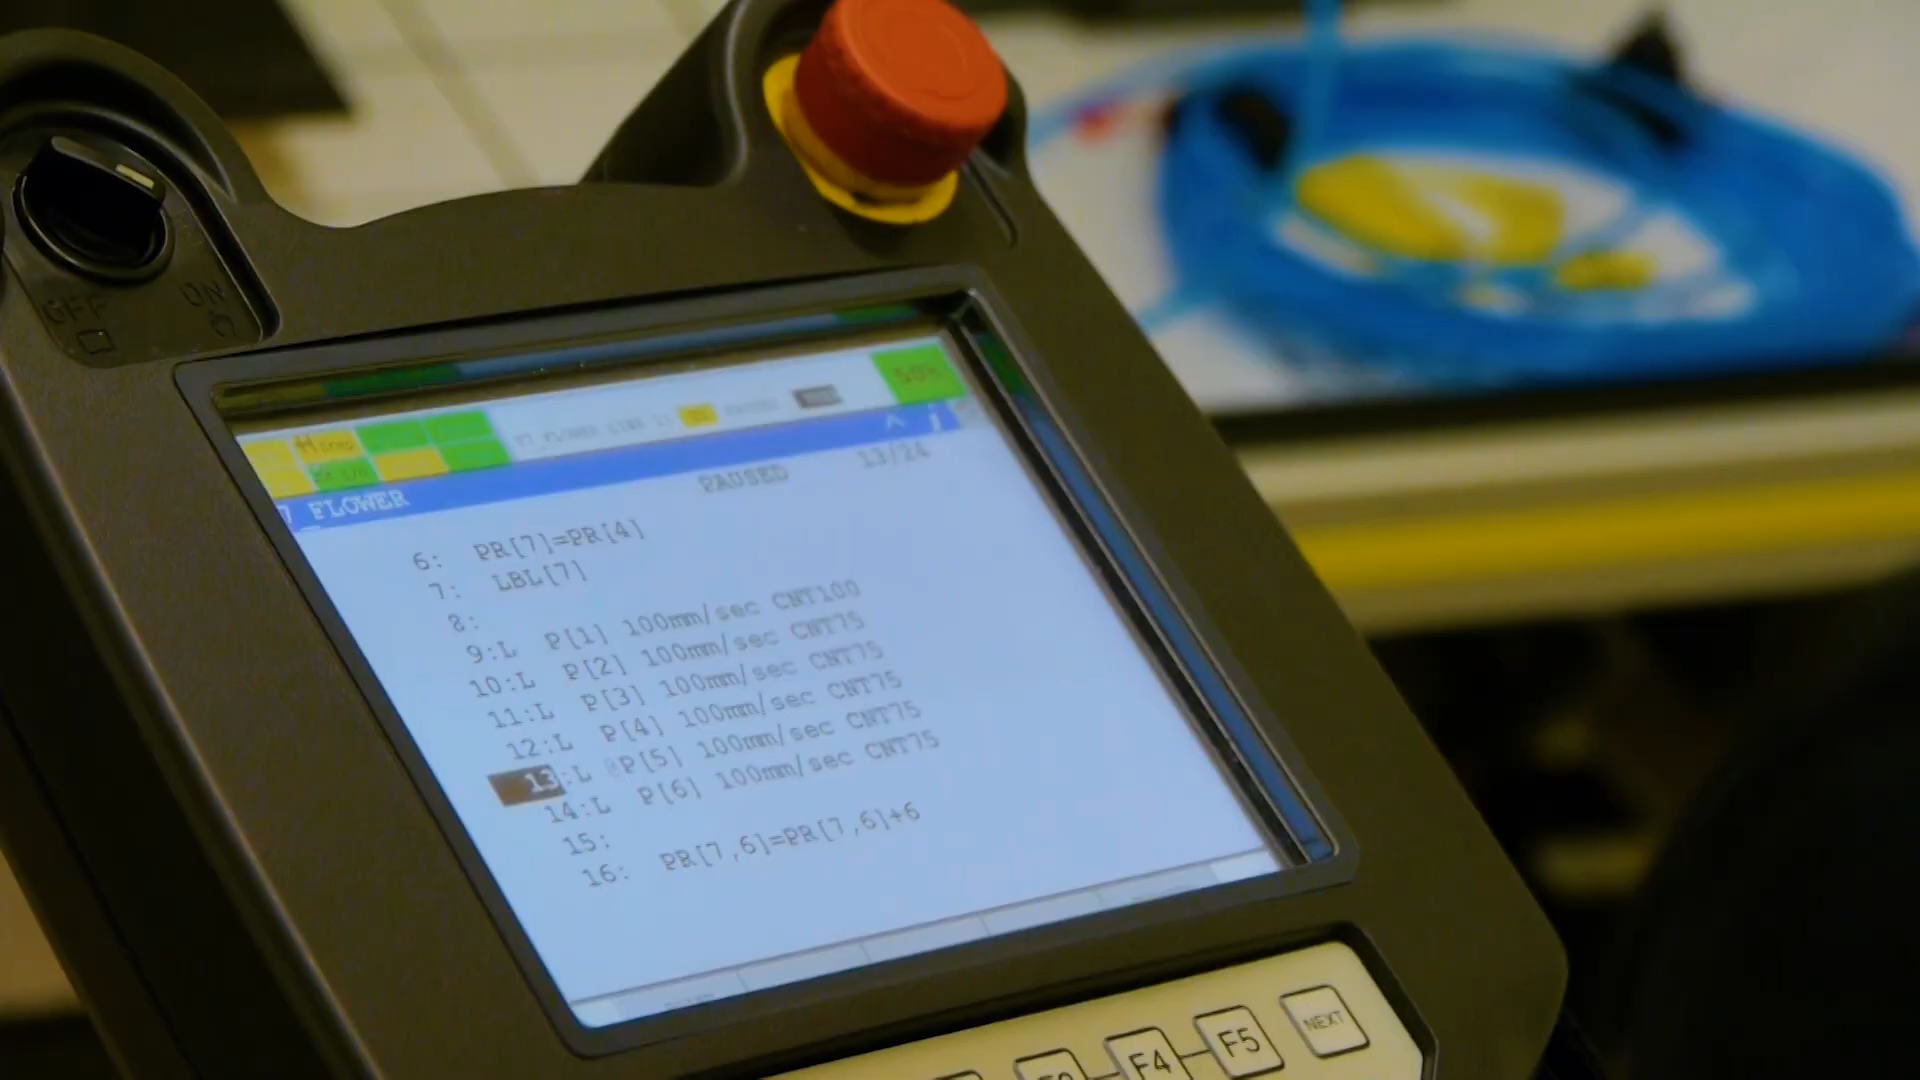 OFF ON
50%
FLOWER
PAUSED 13/24
6: PR[7]=PR[4]
7: LBL[7]
8:
9:L P[1] 100mm/sec CNT100
10:L P[2] 100mm/sec CNT75
11:L P[3] 100mm/sec CNT75
12:L P[4] 100mm/sec CNT75
13:L @P[5] 100mm/sec CNT75
14:L P[6] 100mm/sec CNT75
15:
16: PR[7,6]=PR[7,6]+6
F4 F5 NEXT